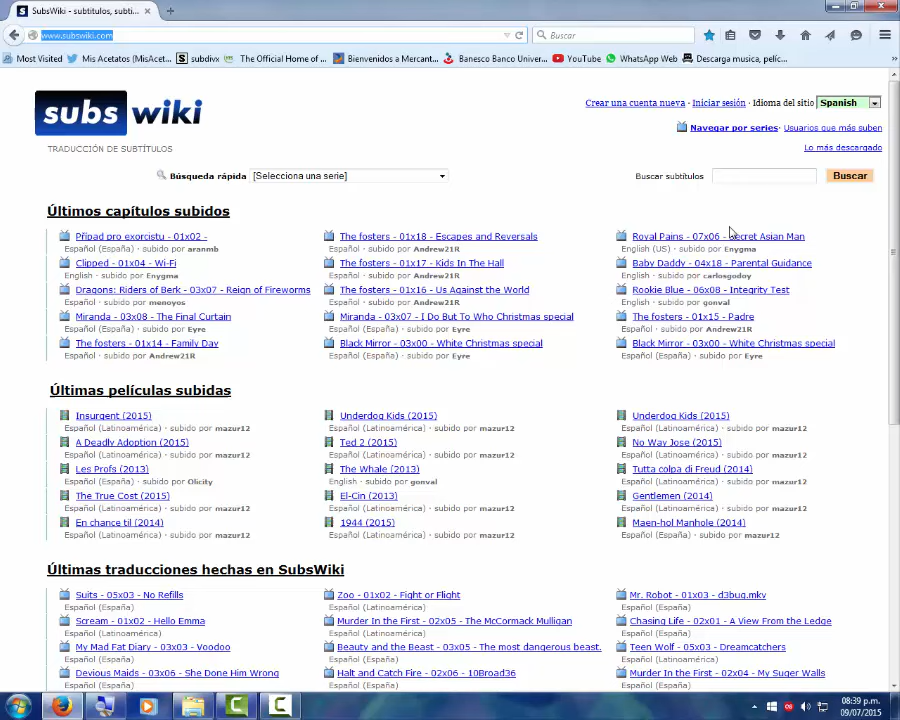 SubsWiki - subtitulos, subti...
www.subswiki.com
Buscar
Most Visited
Mis Acetatos (MisAcet...
subdivx
The Official Home of ...
Bienvenidos a Mercant...
Banesco Banco Univer...
YouTube
WhatsApp Web
Descarga musica, pelíc...
subs wiki
TRADUCCIÓN DE SUBTÍTULOS
Crear una cuenta nueva · Iniciar sesión · Idioma del sitio Spanish
Navegar por series · Usuarios que más suben
Lo más descargado
Búsqueda rápida [Selecciona una serie]
Buscar subtítulos Buscar
Últimos capítulos subidos
Případ pro exorcistu - 01x02 -
Español (España) · subido por aranmb
The fosters - 01x18 - Escapes and Reversals
Español (España) · subido por Andrew21R
Royal Pains - 07x06 - Secret Asian Man
English (US) · subido por Enygma
Clipped - 01x04 - Wi-Fi
English · subido por Enygma
The fosters - 01x17 - Kids In The Hall
Español (España) · subido por Andrew21R
Baby Daddy - 04x18 - Parental Guidance
English · subido por carlosgodoy
Dragons: Riders of Berk - 03x07 - Reign of Fireworms
Español (España) · subido por menoyos
The fosters - 01x16 - Us Against the World
Español (España) · subido por Andrew21R
Rookie Blue - 06x08 - Integrity Test
English · subido por gonval
Miranda - 03x08 - The Final Curtain
Español (España) · subido por Eyre
Miranda - 03x07 - I Do But To Who Christmas special
Español (España) · subido por Eyre
The fosters - 01x15 - Padre
Español (España) · subido por Andrew21R
The fosters - 01x14 - Family Day
Español (España) · subido por Andrew21R
Black Mirror - 03x00 - White Christmas special
Español (España) · subido por Eyre
Black Mirror - 03x00 - White Christmas special
Español (España) · subido por Eyre
Últimas películas subidas
Insurgent (2015)
Español (Latinoamérica) · subido por mazur12
Underdog Kids (2015)
Español (Latinoamérica) · subido por mazur12
Underdog Kids (2015)
Español (Latinoamérica) · subido por mazur12
A Deadly Adoption (2015)
Español (Latinoamérica) · subido por mazur12
Ted 2 (2015)
Español (Latinoamérica) · subido por mazur12
No Way Jose (2015)
Español (Latinoamérica) · subido por mazur12
Les Profs (2013)
Español (España) · subido por Olicity
The Whale (2013)
English · subido por gonval
Tutta colpa di Freud (2014)
Español (Latinoamérica) · subido por mazur12
The True Cost (2015)
Español (Latinoamérica) · subido por mazur12
El-Cin (2013)
Español (Latinoamérica) · subido por mazur12
Gentlemen (2014)
Español (Latinoamérica) · subido por mazur12
En chance til (2014)
Español (Latinoamérica) · subido por mazur12
1944 (2015)
Español (Latinoamérica) · subido por mazur12
Maen-hol Manhole (2014)
Español (Latinoamérica) · subido por mazur12
Últimas traducciones hechas en SubsWiki
Suits - 05x03 - No Refills
Español (España)
Zoo - 01x02 - Fight or Flight
Español (Latinoamérica)
Mr. Robot - 01x03 - d3bug.mkv
Español (España)
Scream - 01x02 - Hello Emma
Español (Latinoamérica)
Murder In the First - 02x05 - The McCormack Mulligan
Español (Latinoamérica)
Chasing Life - 02x01 - A View From the Ledge
Español (España)
My Mad Fat Diary - 03x03 - Voodoo
Español (España)
Beauty and the Beast - 03x05 - The most dangerous beast.
Español (Latinoamérica)
Teen Wolf - 05x03 - Dreamcatchers
Español (España)
Devious Maids - 03x06 - She Done Him Wrong
Español (España)
Halt and Catch Fire - 02x06 - 10Broad36
Español (España)
Murder In the First - 02x04 - My Suger Walls
Español (Latinoamérica)
08:39 p.m.
09/07/2015